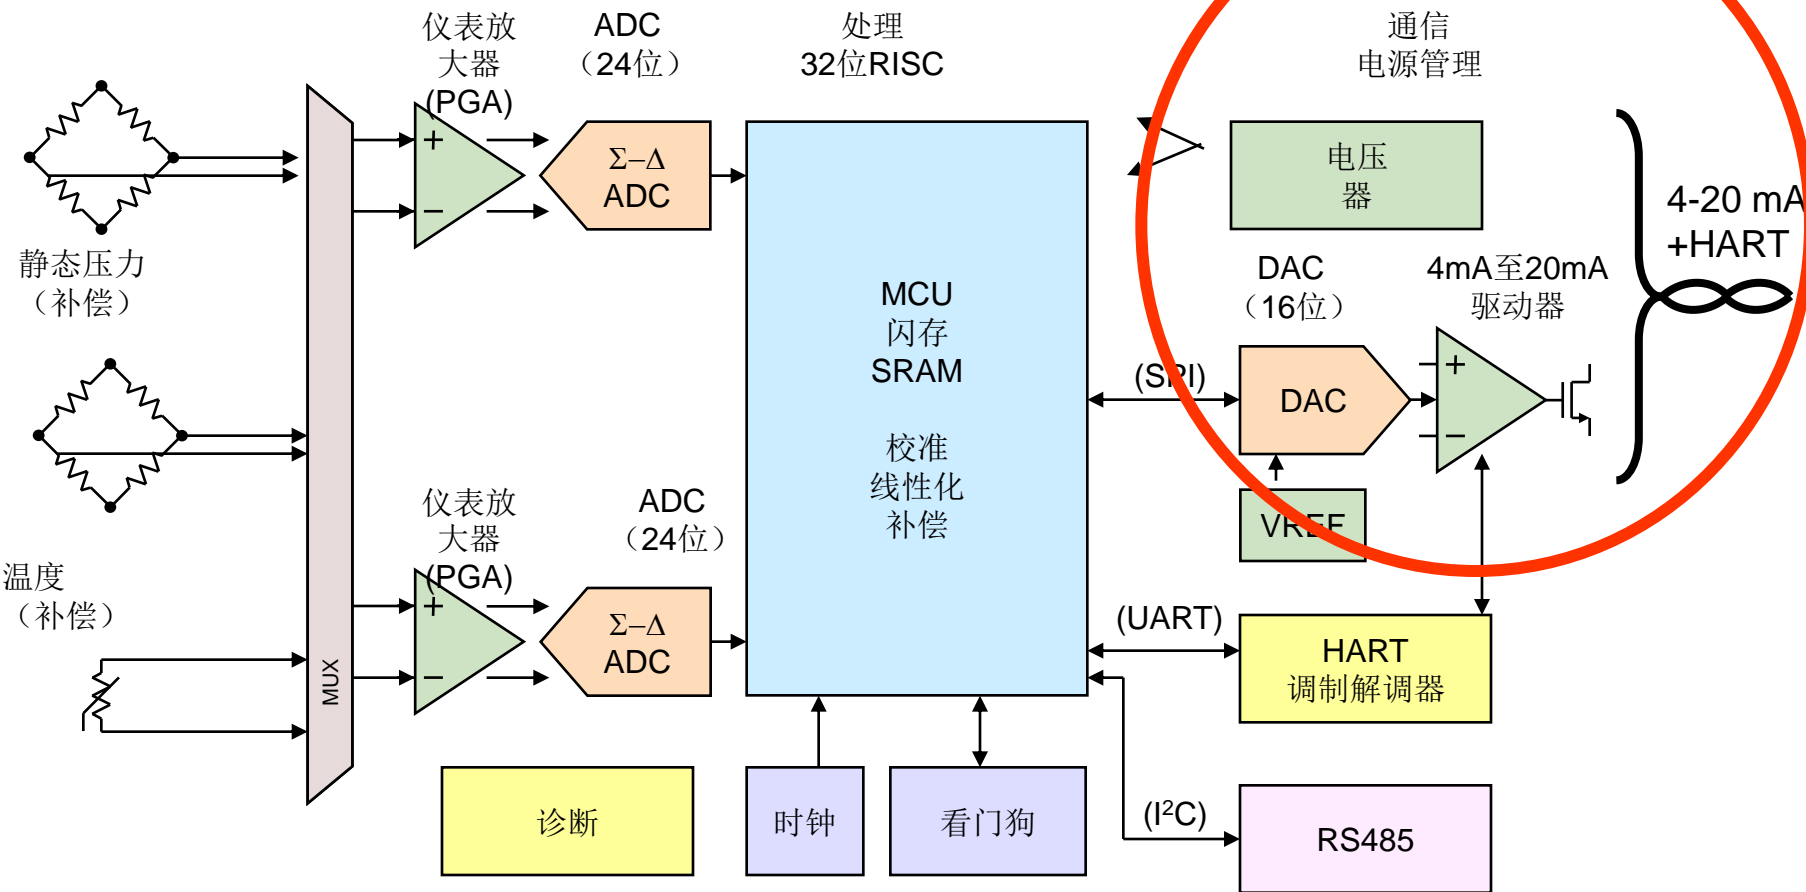 仪表放
大器
(PGA)
ADC
（24位）
处理
32位RISC
通信
电源管理
+
−
Σ−Δ
ADC
静态压力
（补偿）
电压
器
4-20 mA
+HART
MCU
闪存
SRAM
校准
线性化
补偿
DAC
（16位）
4mA至20mA
驱动器
(SPI)
DAC
+
−
VREF
仪表放
大器
(PGA)
ADC
（24位）
温度
（补偿）
MUX
+
−
Σ−Δ
ADC
(UART)
HART
调制解调器
诊断
时钟
看门狗
(I²C)
RS485